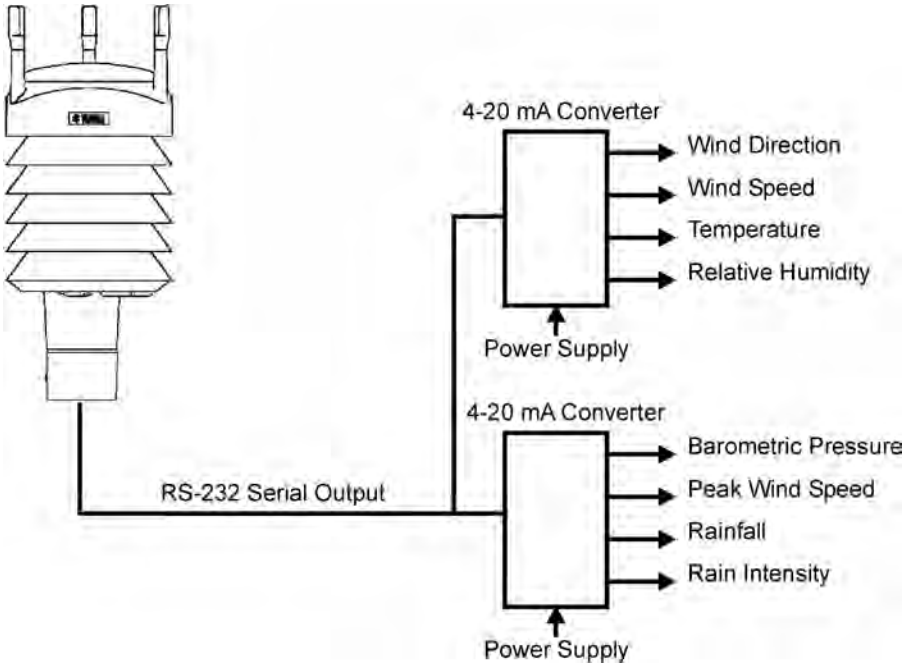 4-20 mA Converter
Wind Direction
Wind Speed
Temperature
Relative Humidity
Power Supply
4-20 mA Converter
Barometric Pressure
Peak Wind Speed
Rainfall
Rain Intensity
Power Supply
RS-232 Serial Output